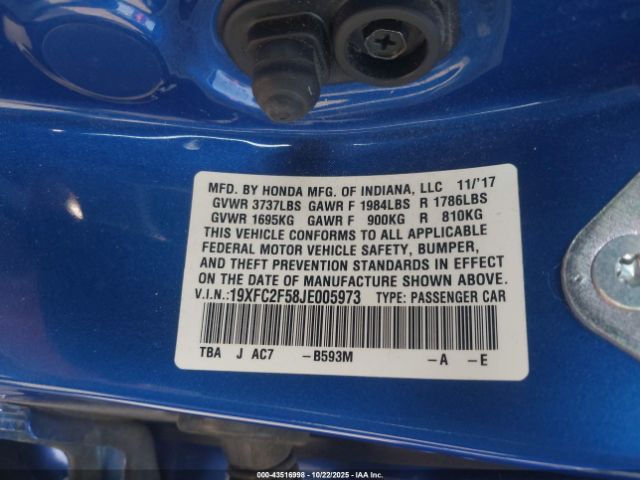 MFD. BY HONDA MFG. OF INDIANA, LLC 11/'17
GVWR 3737LBS GAWR F 1984LBS R 1786LBS
GVWR 1695KG GAWR F 900KG R 810KG
THIS VEHICLE CONFORMS TO ALL APPLICABLE
FEDERAL MOTOR VEHICLE SAFETY, BUMPER,
AND THEFT PREVENTION STANDARDS IN EFFECT
ON THE DATE OF MANUFACTURE SHOWN ABOVE.
V.I.N.:19XFC2F58JE005973 TYPE: PASSENGER CAR
TBA J AC7 -B593M -A -E
000-43516998 - 10/22/2025 - IAA Inc.